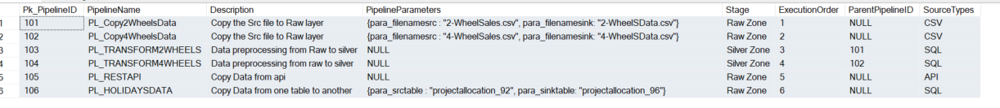 Pk_PipelineID PipelineName Description PipelineParameters Stage ExecutionOrder ParentPipelineID SourceTypes
1 101 PL_Copy2WheelsData Copy the Src file to Raw layer {para_filenamesrc : "2-WheelSales.csv", para_filenamesink: "2-WheelSData.csv"} Raw Zone 1 NULL CSV
2 102 PL_Copy4WheelsData Copy the Src file to Raw layer {para_filenamesrc : "4-WheelSales.csv", para_filenamesink: "4-WheelSData.csv"} Raw Zone 2 NULL CSV
3 103 PL_TRANSFORM2WHEELS Data preprocessing from Raw to silver NULL Silver Zone 3 101 SQL
4 104 PL_TRANSFORM4WHEELS Data preprocessing from raw to silver NULL Silver Zone 4 102 SQL
5 105 PL_RESTAPI Copy Data from api NULL Raw Zone 5 NULL API
6 106 PL_HOLIDAYSDATA Copy Data from one table to another {para_srctable : "projectallocation_92", para_sinktable: "projectallocation_96"} Raw Zone 6 NULL SQL